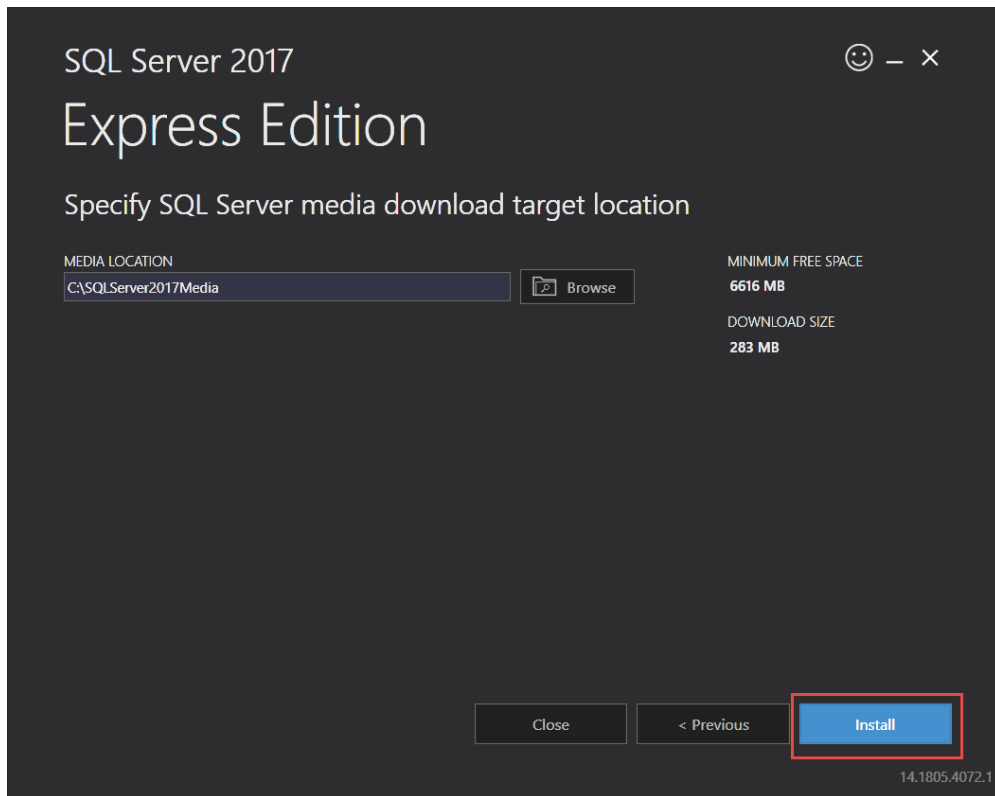 SQL Server 2017
Express Edition
Specify SQL Server media download target location
MEDIA LOCATION
C:\SQLServer2017Media
Browse
MINIMUM FREE SPACE
6616 MB
DOWNLOAD SIZE
283 MB
Close
< Previous
Install
14.1805.4072.1